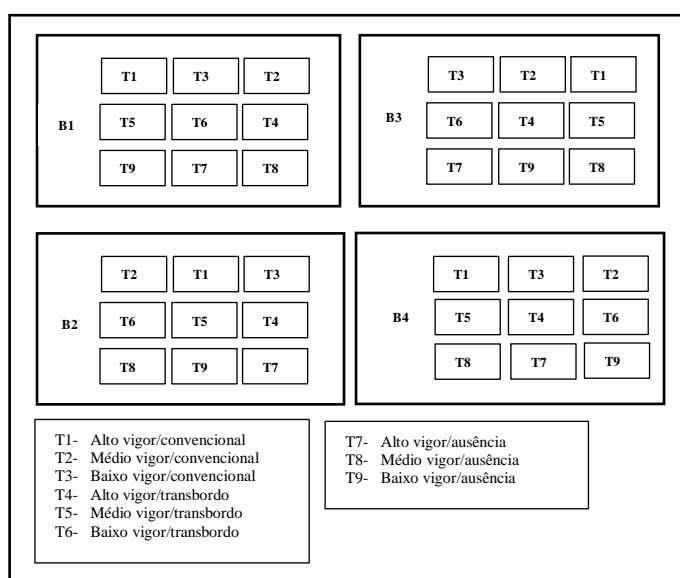 T1 T3 T2
B1 T5 T6 T4
T9 T7 T8
T3 T2 T1
B3 T6 T4 T5
T7 T9 T8
T2 T1 T3
B2 T6 T5 T4
T8 T9 T7
T1 T3 T2
B4 T5 T4 T6
T8 T7 T9
T1- Alto vigor/convencional
T2- Médio vigor/convencional
T3- Baixo vigor/convencional
T4- Alto vigor/transbordo
T5- Médio vigor/transbordo
T6- Baixo vigor/transbordo
T7- Alto vigor/ausência
T8- Médio vigor/ausência
T9- Baixo vigor/ausência